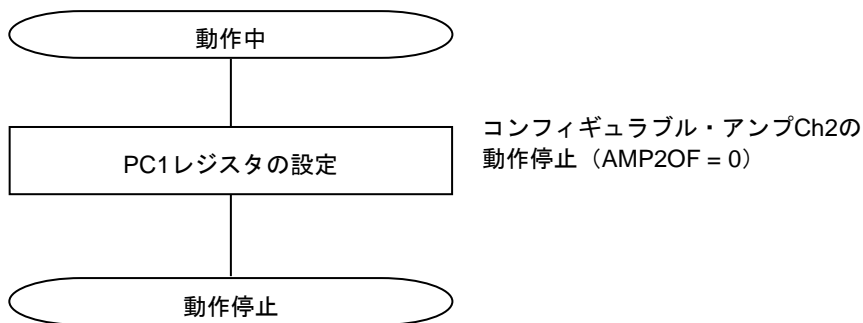 動作中
PC1レジスタの設定
コンフィギュラブル・アンプCh2の
動作停止（AMP2OF = 0）
動作停止